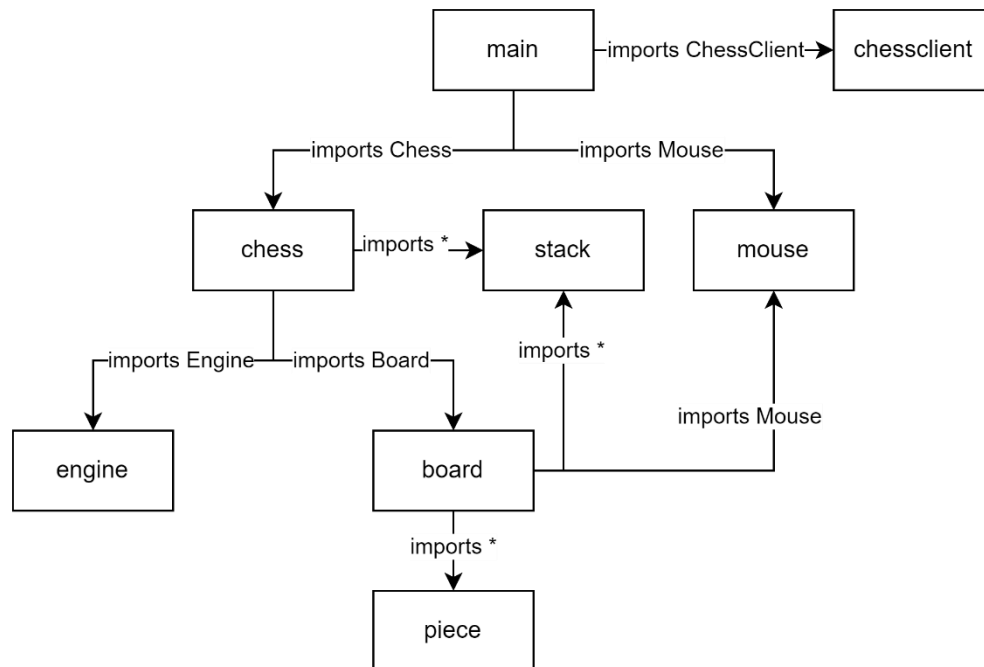 main
imports ChessClient
chessclient
imports Chess
imports Mouse
chess
imports *
stack
mouse
imports *
imports Engine
imports Board
imports Mouse
engine
board
imports *
piece